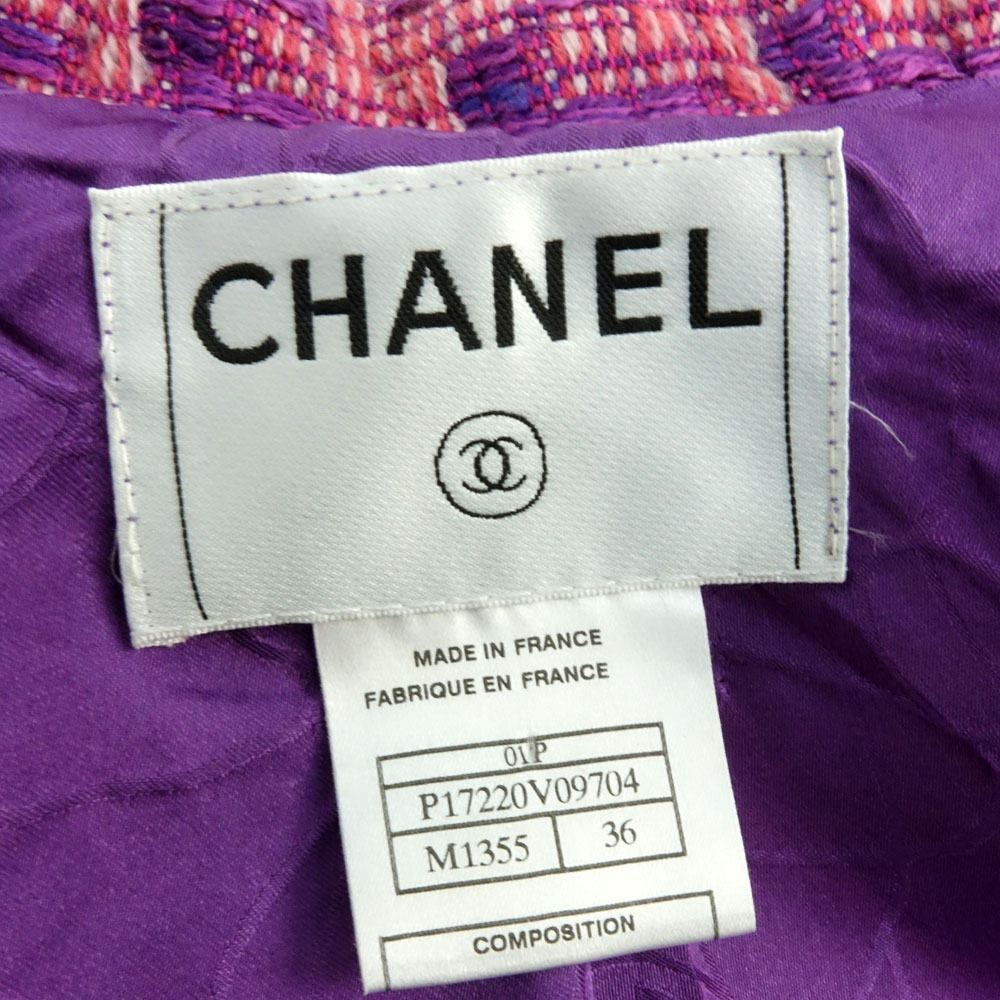 CHANEL
MADE IN FRANCE
FABRIQUE EN FRANCE
01P
P17220V09704
M1355 36
COMPOSITION